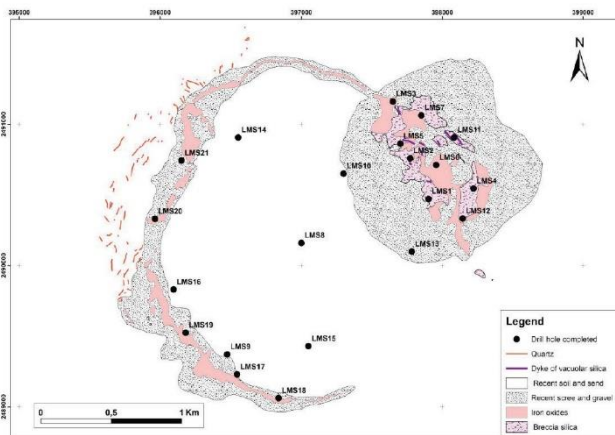 395000
396000
397000
398000
399000
N
LMS3
LMS7
2491000
LMS14
LMS11
LMS5
LMS2
LMS21
LMS6
LMS10
LMS4
LMS1
LMS20
LMS12
LMS8
LMS13
2490000
LMS16
LMS19
LMS15
LMS9
LMS17
LMS18
2489000
0
0,5
1 Km
Legend
Drill hole completed
Quartz
Dyke of vacuolar silica
Recent soil and sand
Recent scree and gravel
Iron oxides
Breccia silica